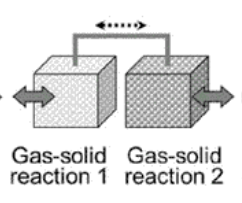 Gas-solid Gas-solid
reaction 1 reaction 2